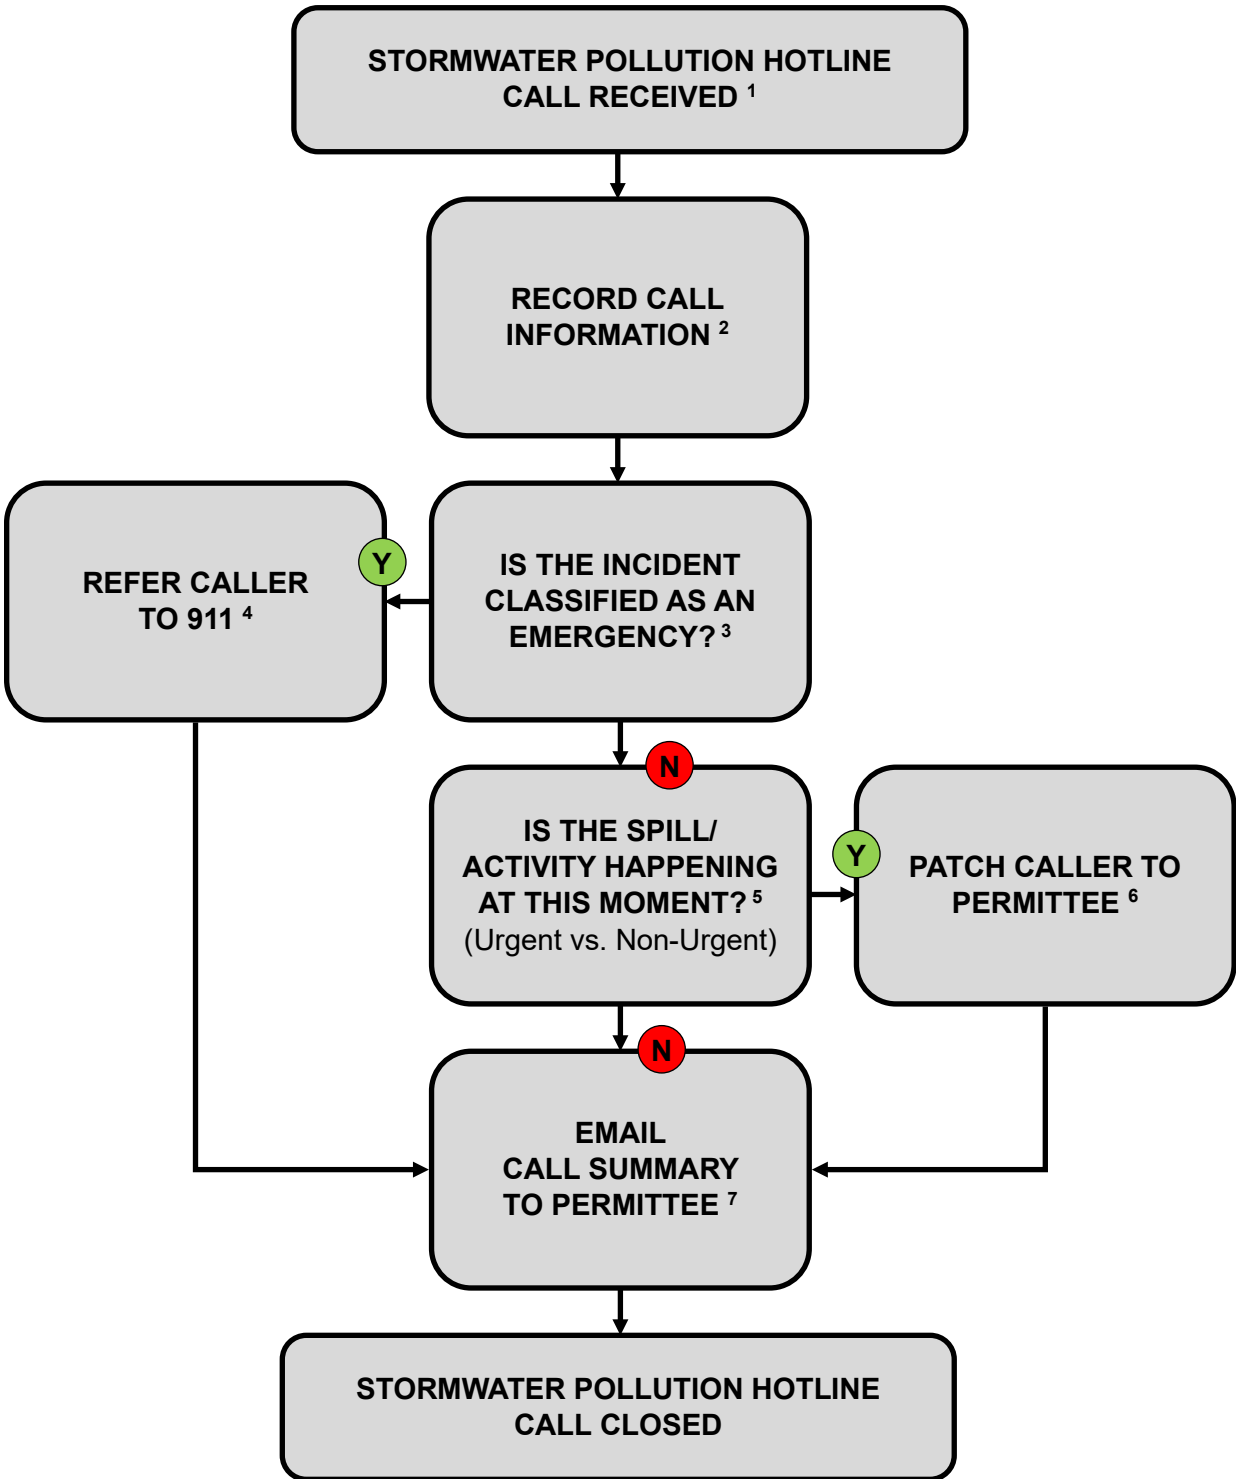 STORMWATER POLLUTION HOTLINE
CALL RECEIVED 1
RECORD CALL
INFORMATION 2
IS THE INCIDENT
CLASSIFIED AS AN
EMERGENCY? 3
Y
REFER CALLER
TO 911 4
N
IS THE SPILL/
ACTIVITY HAPPENING
AT THIS MOMENT? 5
(Urgent vs. Non-Urgent)
Y
PATCH CALLER TO
PERMITTEE 6
N
EMAIL
CALL SUMMARY
TO PERMITTEE 7
STORMWATER POLLUTION HOTLINE
CALL CLOSED